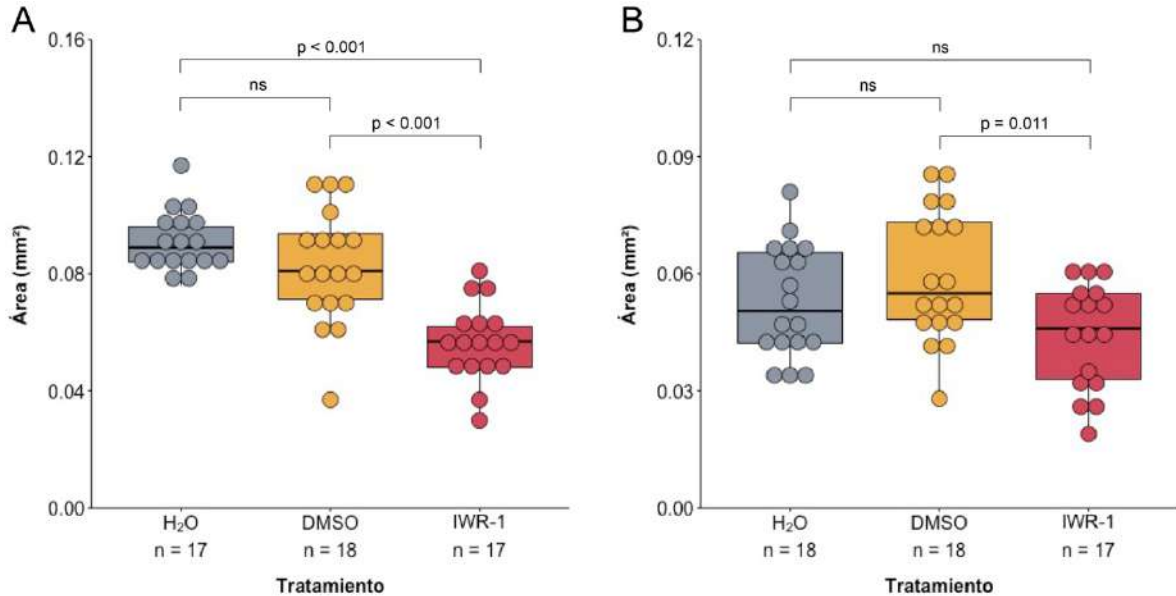 A
0.16
0.12
0.08
0.04
0.00
Área (mm²)
p < 0.001
ns
p < 0.001
H₂O
n = 17
DMSO
n = 18
IWR-1
n = 17
Tratamiento
B
0.12
0.09
0.06
0.03
0.00
Área (mm²)
ns
ns
p = 0.011
H₂O
n = 18
DMSO
n = 18
IWR-1
n = 17
Tratamiento